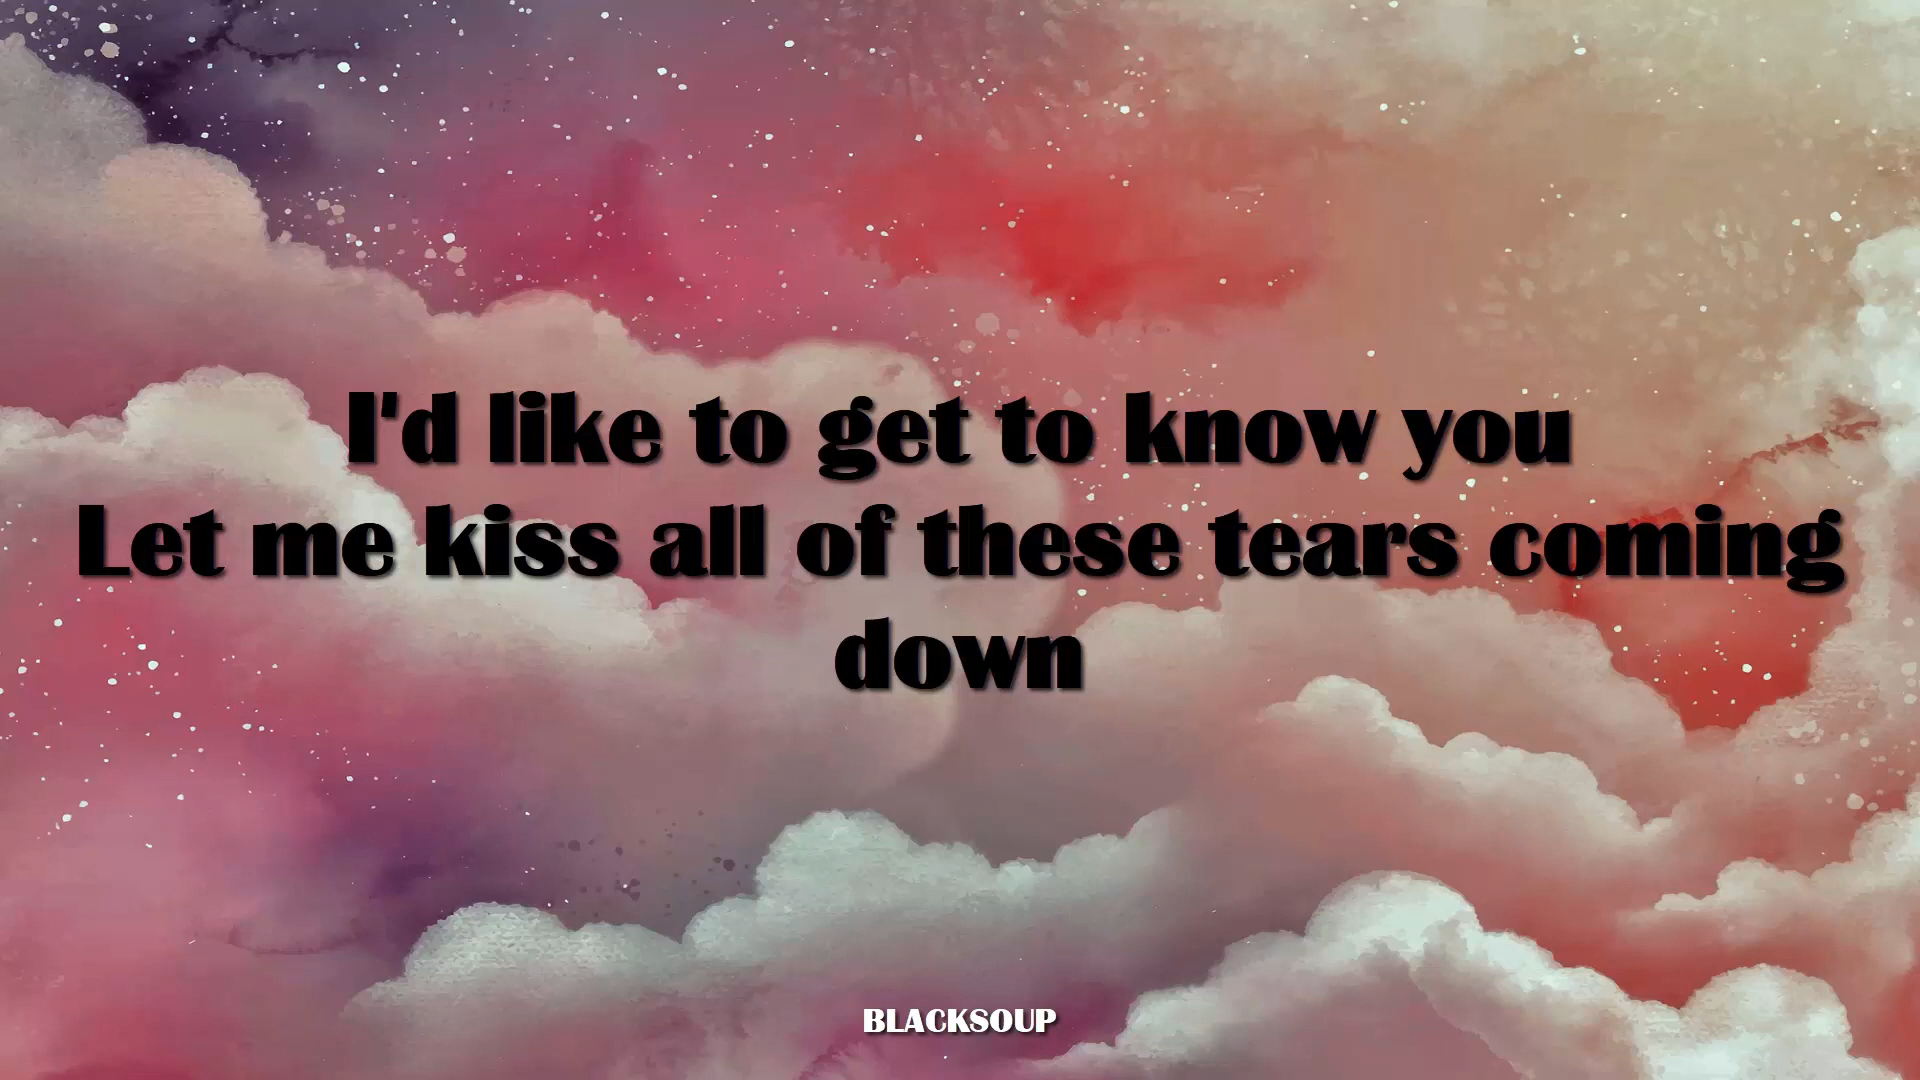 I'd like to get to know you
Let me kiss all of these tears coming
down
BLACKSOUP